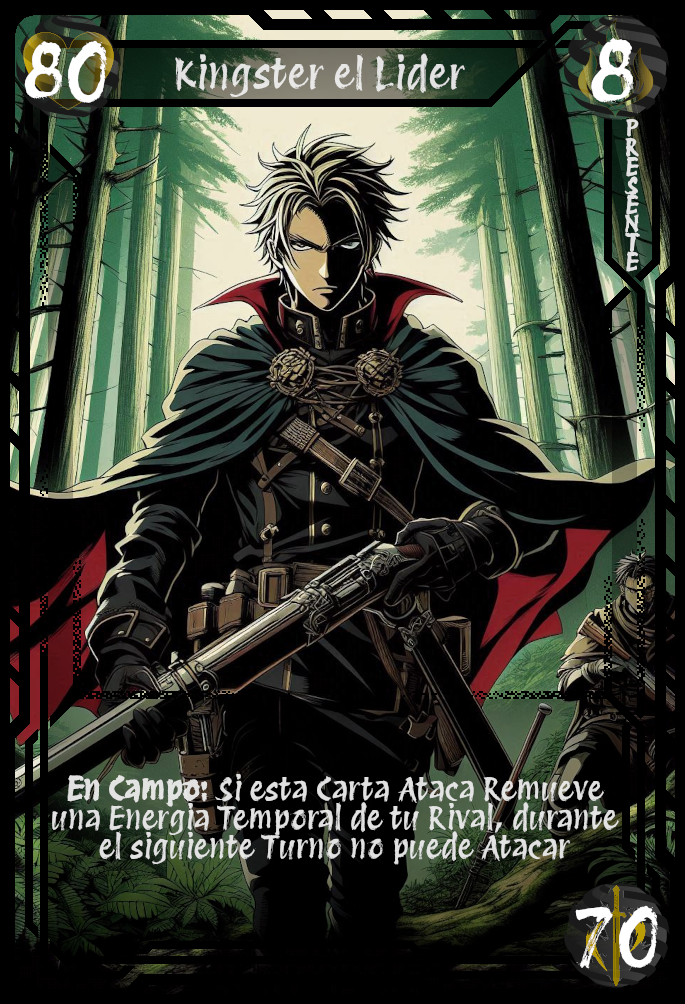 80
Kingster el Lider
8
PRESENTE
En Campo: Si esta Carta Ataca Remueve
una Energia Temporal de tu Rival, durante
el siguiente Turno no puede Atacar
70